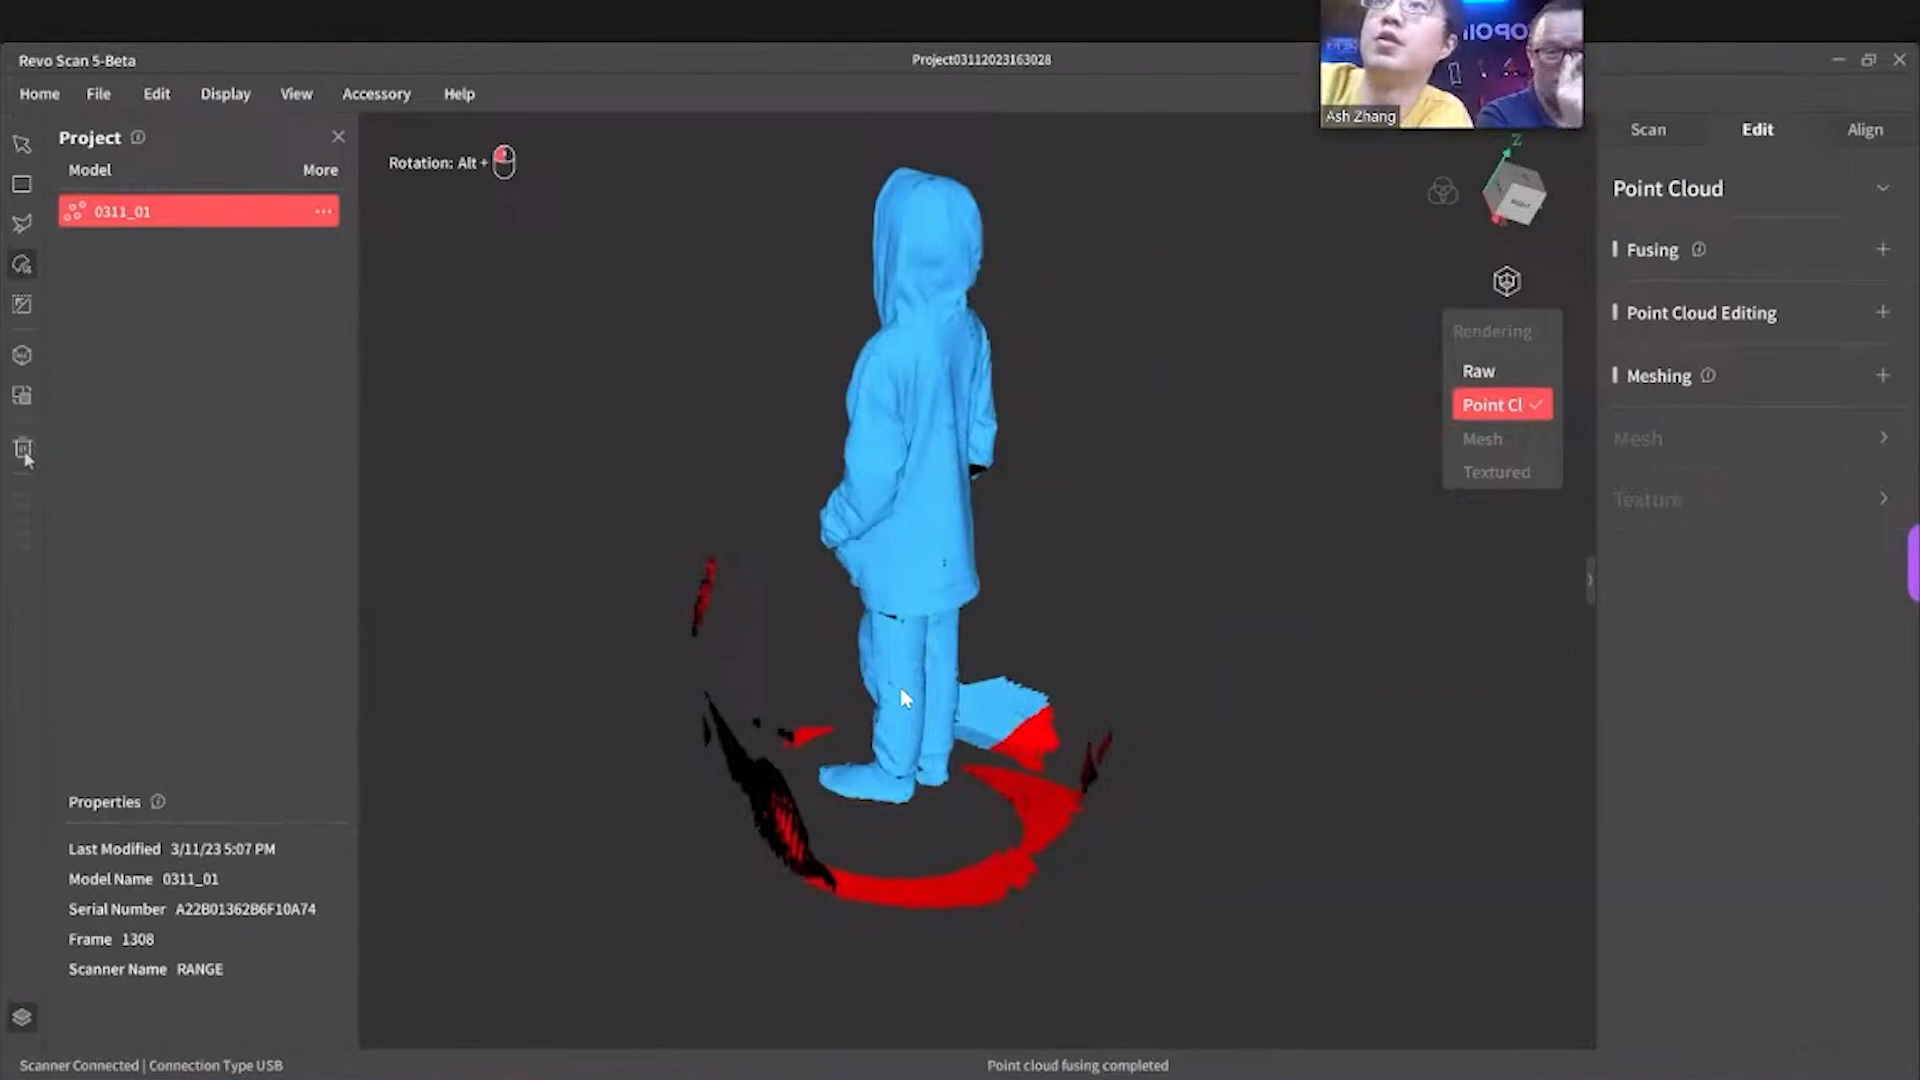 Revo Scan 5-Beta
Project03112023163028
Home File Edit Display View Accessory Help
Ash Zhang
Project
Model More
0311_01
Rotation: Alt +
Z
RIGHT
Scan Edit Align
Point Cloud
Fusing
Point Cloud Editing
Meshing
Mesh
Texture
Rendering
Raw
Point Cl
Mesh
Textured
Properties
Last Modified 3/11/23 5:07 PM
Model Name 0311_01
Serial Number A22B01362B6F10A74
Frame 1308
Scanner Name RANGE
Scanner Connected | Connection Type USB
Point cloud fusing completed